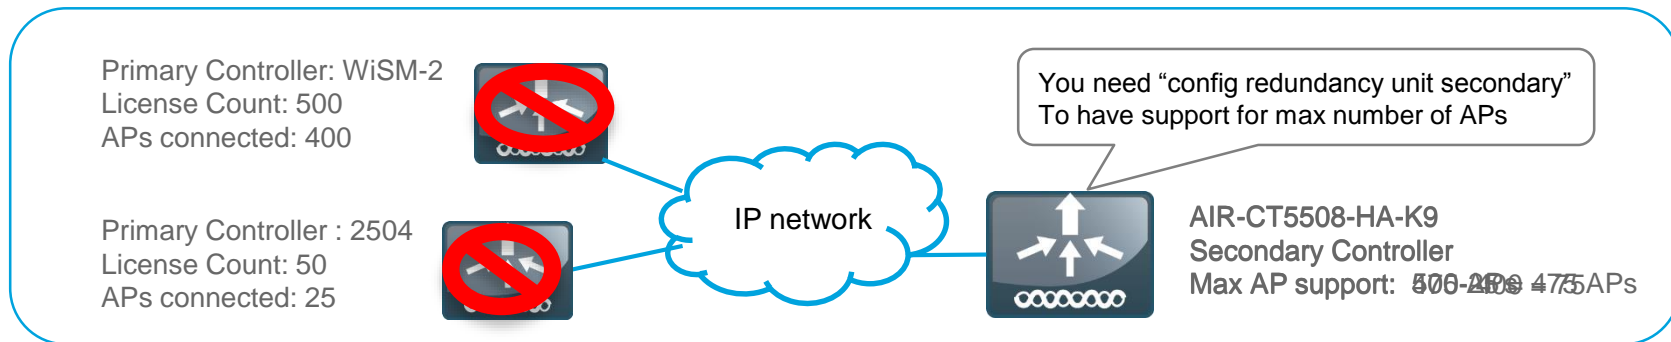 Primary Controller: WiSM-2
License Count: 500
APs connected: 400
Primary Controller : 2504
License Count: 50
APs connected: 25
IP network
You need “config redundancy unit secondary”
To have support for max number of APs
AIR-CT5508-HA-K9
Secondary Controller
Max AP support: APs